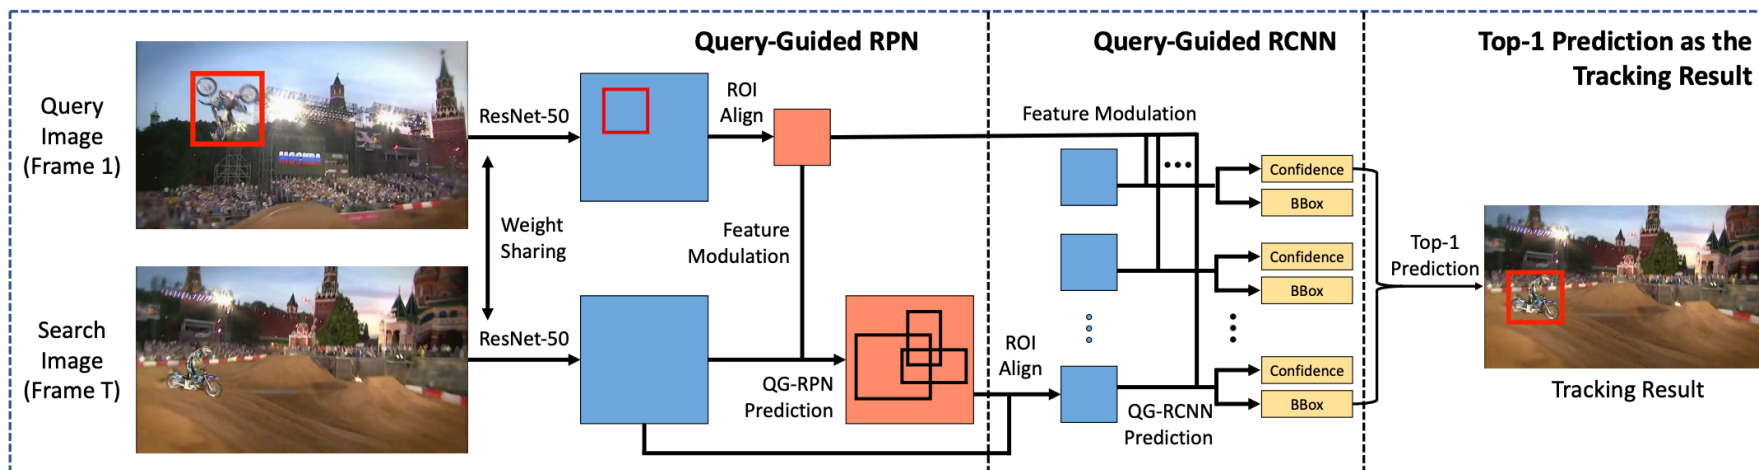 Query-Guided RPN
Query-Guided RCNN
Top-1 Prediction as the
Tracking Result
Query
Image
(Frame 1)
ResNet-50
ROI
Align
Feature Modulation
МОСКВА
Weight
Sharing
Feature
Modulation
Confidence
BBox
Confidence
BBox
Top-1
Prediction
Search
Image
(Frame T)
ResNet-50
QG-RPN
Prediction
ROI
Align
QG-RCNN
Prediction
Confidence
BBox
Tracking Result